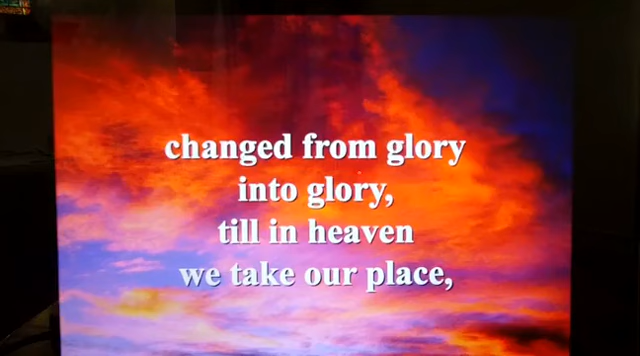 changed from glory
into glory,
till in heaven
we take our place,